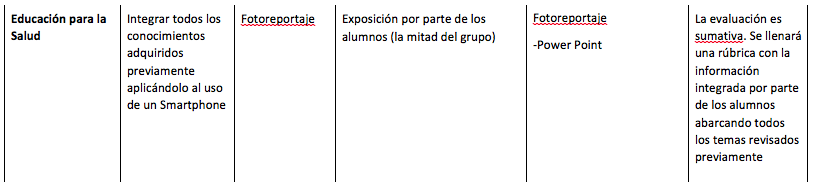 Educación para la
Salud
Integrar todos los
conocimientos
adquiridos
previamente
aplicándolo al uso
de un Smartphone
Fotoreportaje
Exposición por parte de los
alumnos (la mitad del grupo)
Fotoreportaje
-Power Point
La evaluación es
sumativa. Se llenará
una rúbrica con la
información
integrada por parte
de los alumnos
abarcando todos
los temas revisados
previamente